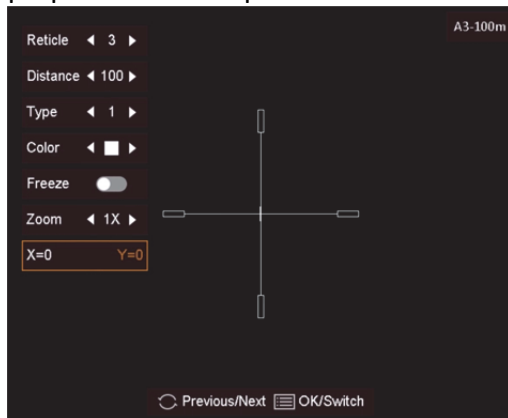 A3-100m
Reticle 3
Distance 100
Type 1
Color
Freeze
Zoom 1X
X=0 Y=0
Previous/Next OK/Switch